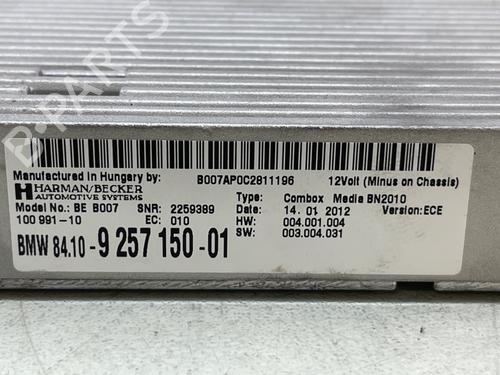 B-PARTS
Manufactured in Hungary by: B007AP0C2811196 12Volt (Minus on Chassis)
HARMAN/BECKER
AUTOMOTIVE SYSTEMS
Type: Combox Media BN2010
Model No.: BE B007 SNR: 2259389 Date: 14.01.2012 Version: ECE
100 991-10 EC: 010 HW: 004.001.004
BMW 84.10-9 257 150-01 SW: 003.004.031